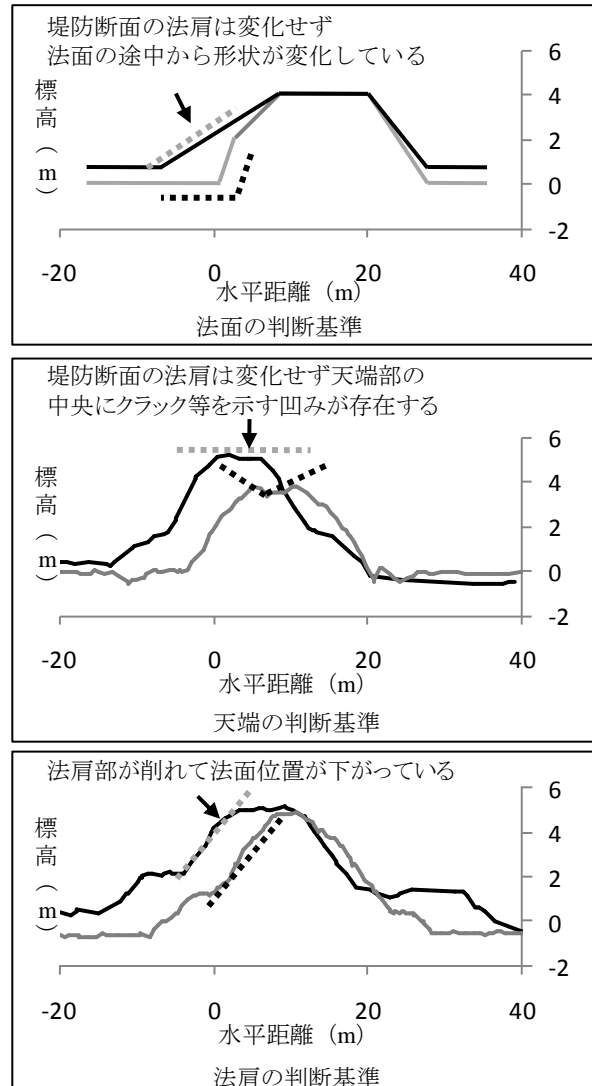 堤防断面の法肩は変化せず
法面の途中から形状が変化している
標高（m）
6
4
2
0
-2
-20
0
20
40
水平距離（m）
法面の判断基準
堤防断面の法肩は変化せず天端部の
中央にクラック等を示す凹みが存在する
標高（m）
6
4
2
0
-2
-20
0
20
40
水平距離（m）
天端の判断基準
法肩部が削れて法面位置が下がっている
標高（m）
6
4
2
0
-2
-20
0
20
40
水平距離（m）
法肩の判断基準